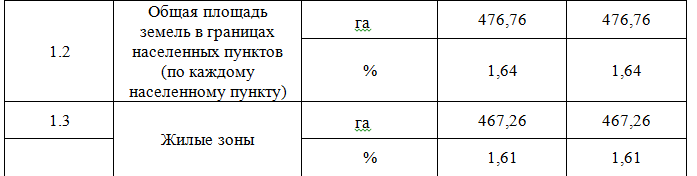 1.2 Общая площадь земель в границах населенных пунктов (по каждому населенному пункту) га 476,76 476,76
% 1,64 1,64
1.3 Жилые зоны га 467,26 467,26
% 1,61 1,61